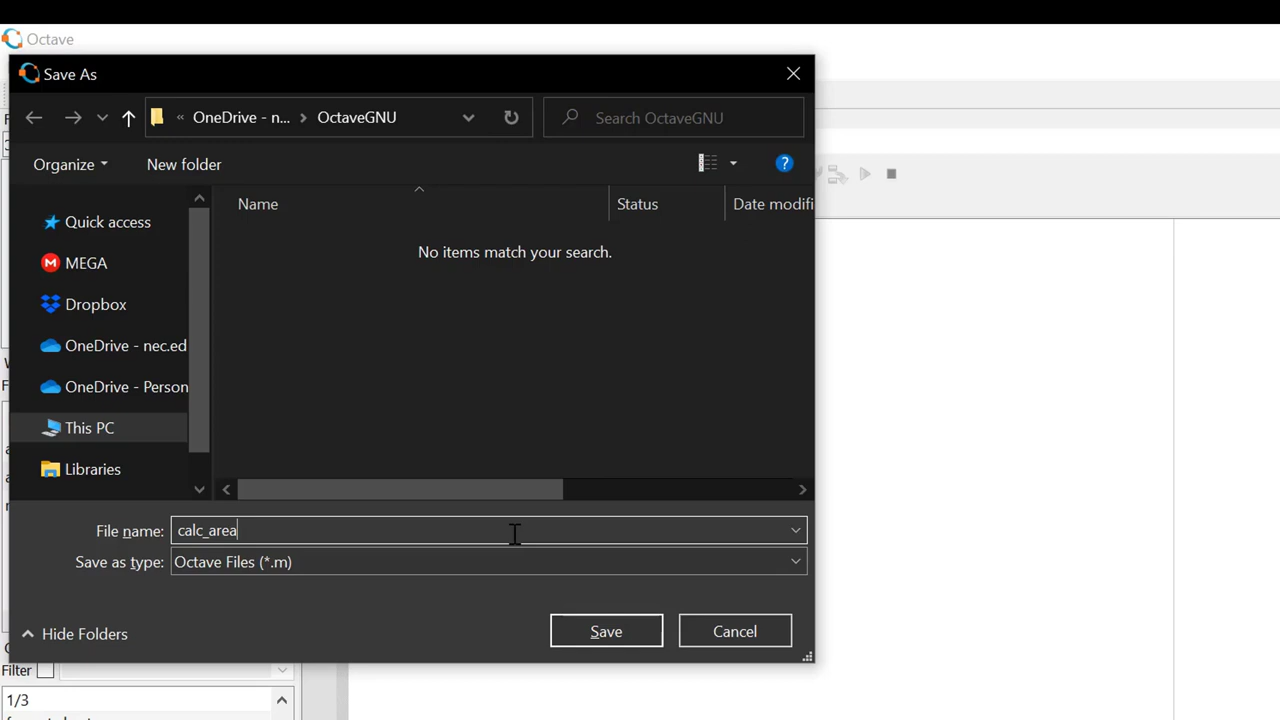 Octave
Save As
« OneDrive - n... › OctaveGNU
Search OctaveGNU
Organize
New folder
?
Name
Status
Date modifi
Quick access
No items match your search.
MEGA
Dropbox
OneDrive - nec.ed
OneDrive - Person
This PC
Libraries
File name: calc_area
Save as type: Octave Files (*.m)
Save
Cancel
Hide Folders
Filter
1/3